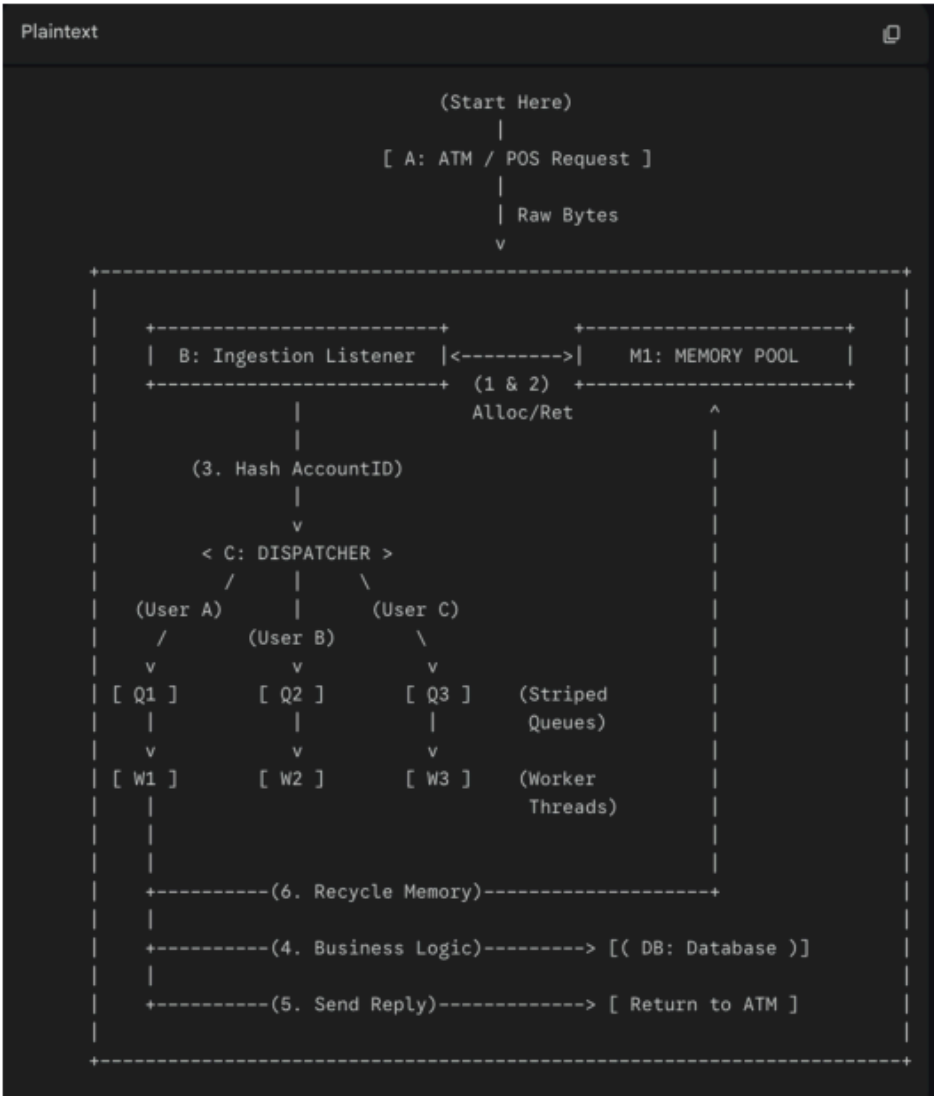 Plaintext
(Start Here)
[ A: ATM / POS Request ]
| Raw Bytes
v
+-----------------------------------------------------------------------+
+--------------------------+ +-----------------------+
| B: Ingestion Listener |<--------->| M1: MEMORY POOL |
+--------------------------+ (1 & 2) +-----------------------+
| Alloc/Ret ^
(3. Hash AccountID)
v
< C: DISPATCHER >
/ | \
(User A) | (User C)
/ (User B) \
v v v
[ Q1 ] [ Q2 ] [ Q3 ] (Striped
| | | Queues)
v v v
[ W1 ] [ W2 ] [ W3 ] (Worker
| Threads)
+----------(6. Recycle Memory)--------------------+
+----------(4. Business Logic)---------> [( DB: Database )]
+----------(5. Send Reply)-------------> [ Return to ATM ]
+-----------------------------------------------------------------------+